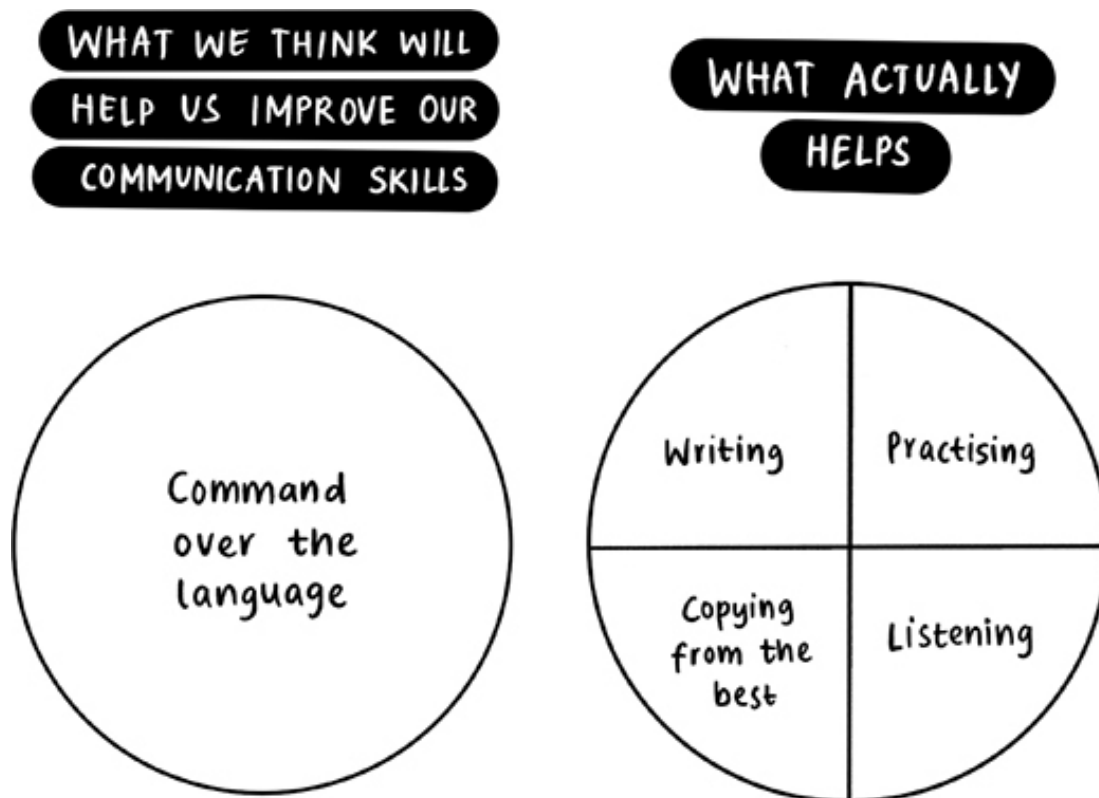 WHAT WE THINK WILL
HELP US IMPROVE OUR
COMMUNICATION SKILLS
WHAT ACTUALLY
HELPS
Command
over the
language
Writing
Practising
Copying
from the
best
Listening